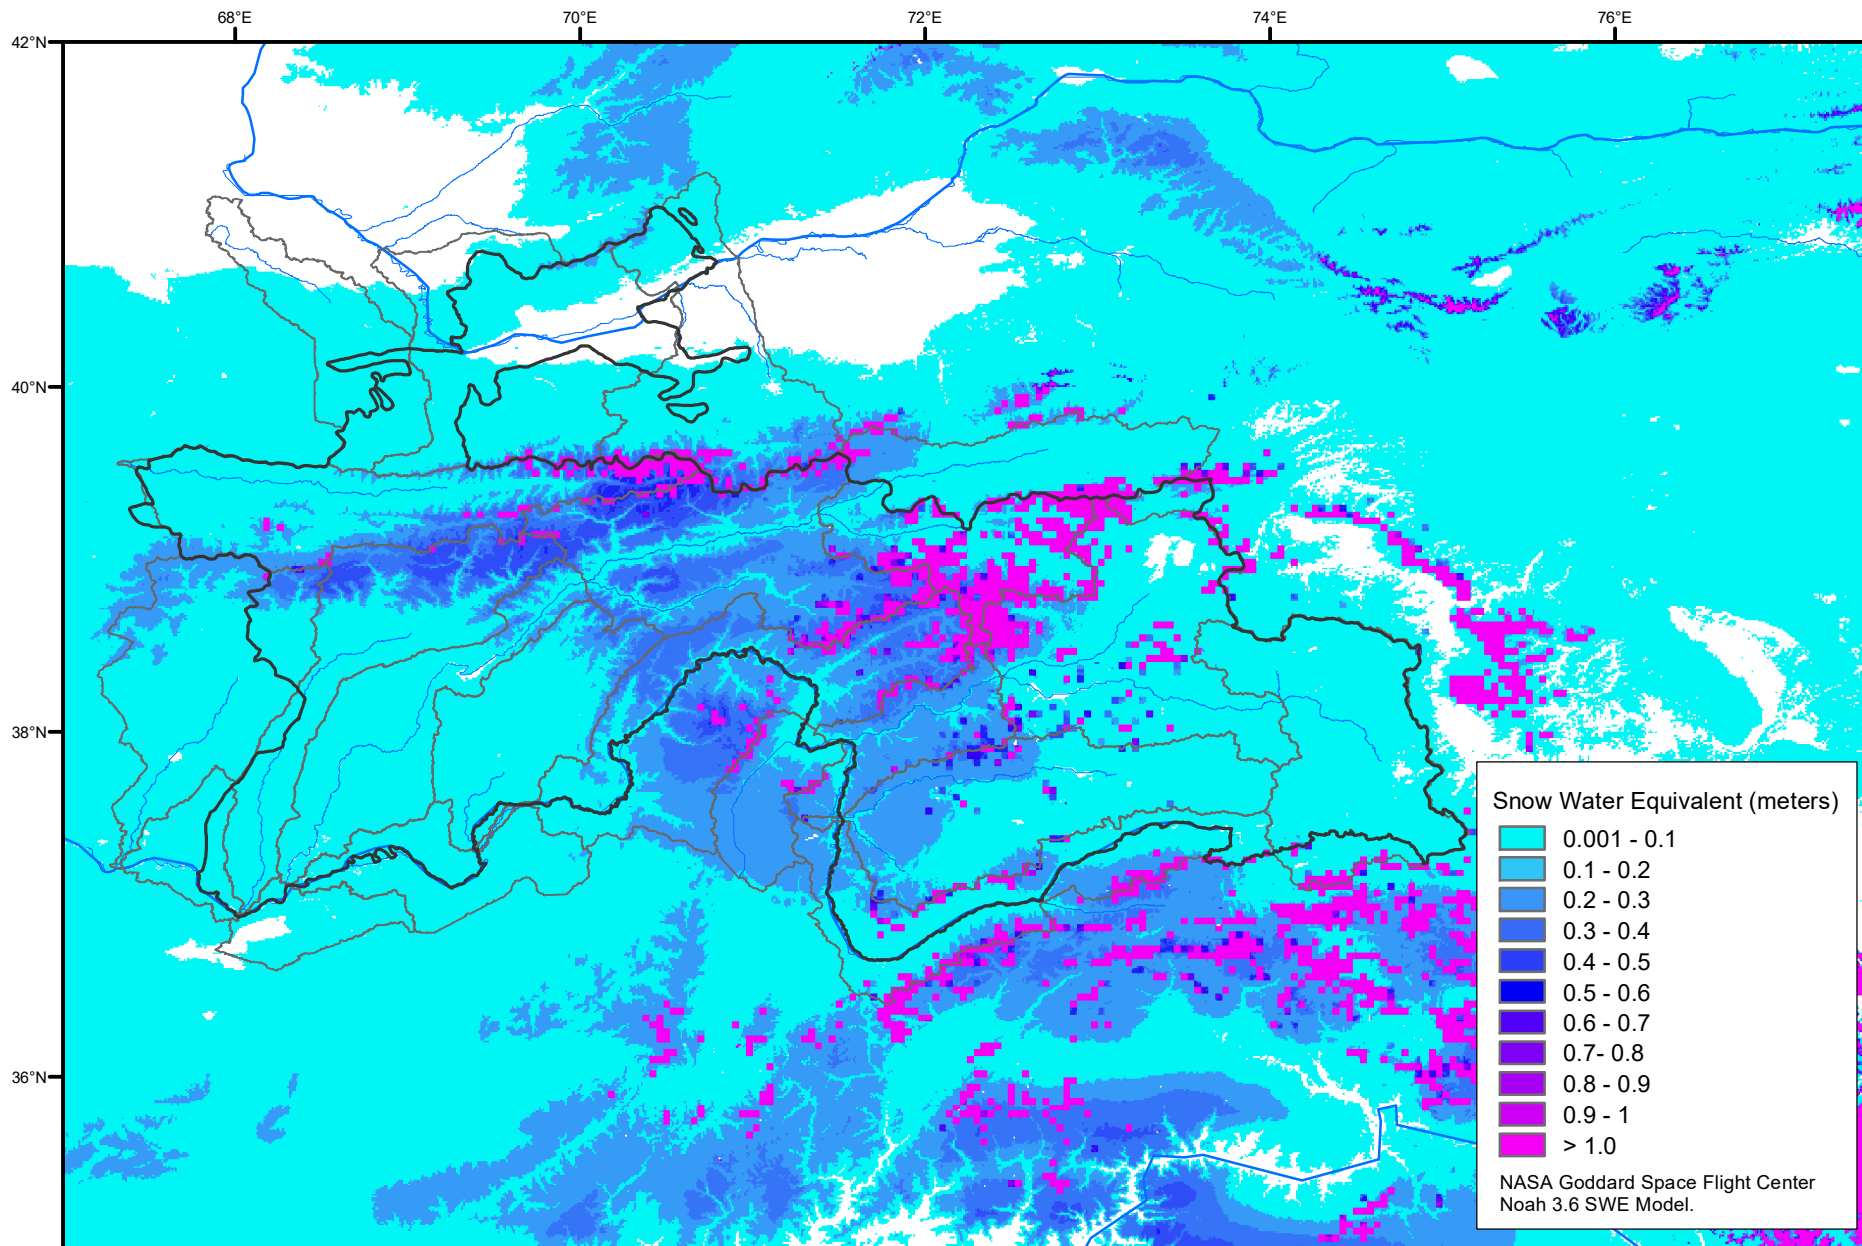 68°E
70°E
72°E
74°E
76°E
42°N
40°N
38°N
36°N
Snow Water Equivalent (meters)
0.001 - 0.1
0.1 - 0.2
0.2 - 0.3
0.3 - 0.4
0.4 - 0.5
0.5 - 0.6
0.6 - 0.7
0.7- 0.8
0.8 - 0.9
0.9 - 1
> 1.0
NASA Goddard Space Flight Center
Noah 3.6 SWE Model.